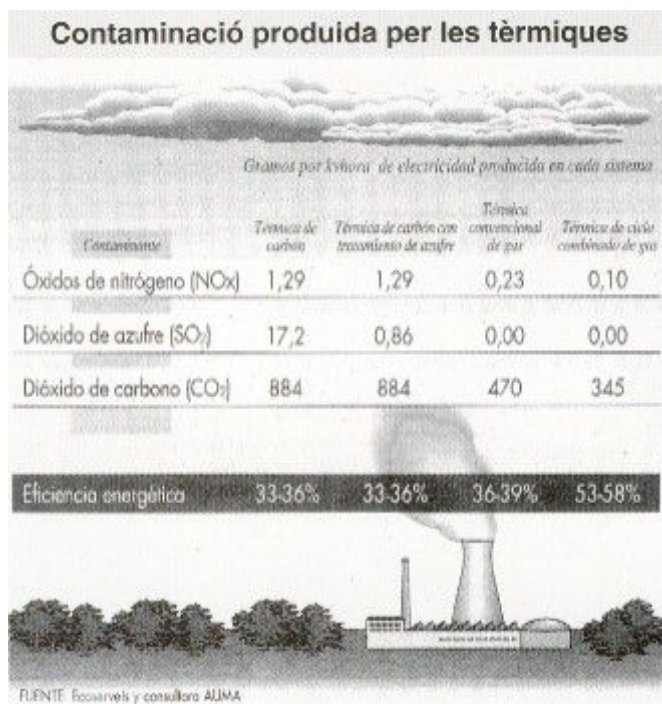 Contaminació produida per les tèrmiques
Gramos por kv/hora de electricidad producida en cada sistema
Contaminante
Térmica de carbón
Térmica de carbón con tratamiento de azufre
Térmica convencional de gas
Térmica de ciclo combinado de gas
Óxidos de nitrógeno (NOx) 1,29 1,29 0,23 0,10
Dióxido de azufre (SO₂) 17,2 0,86 0,00 0,00
Dióxido de carbono (CO₂) 884 884 470 345
Eficiencia energética 33-36% 33-36% 36-39% 53-58%
FUENTE: Ecoserveis y consultora AUMA